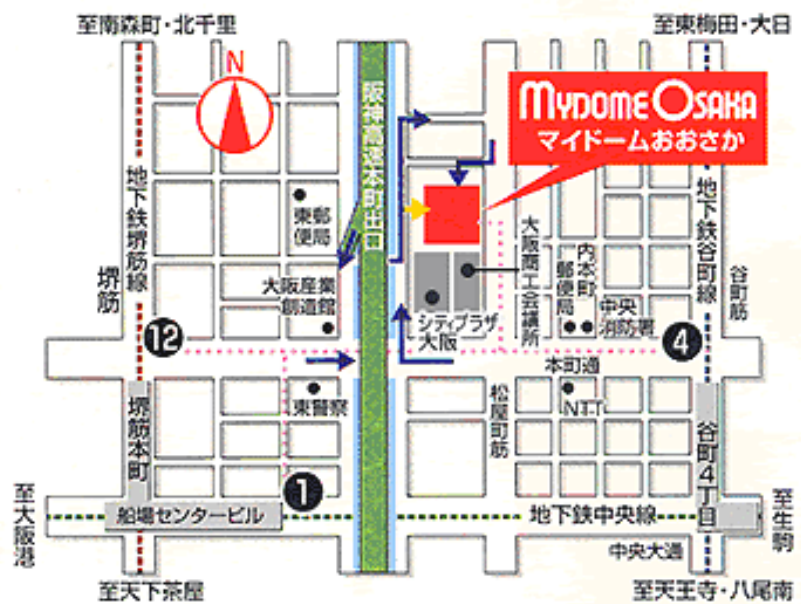 至南森町・北千里
至東梅田・大日
N
MYDOME OSAKA
マイドームおおさか
阪神高速本町出口
地下鉄堺筋線
堺筋
東郵
便局
大阪産業
創造館
大阪商工会議所
内本町
郵便局
中央
消防署
地下鉄谷町線
谷町筋
シティプラザ
大阪
12
4
本町通
東警察
NTT
松屋町筋
堺筋本町
谷町4丁目
1
至大阪港
船場センタービル
地下鉄中央線
至生駒
中央大通
至天下茶屋
至天王寺・八尾南